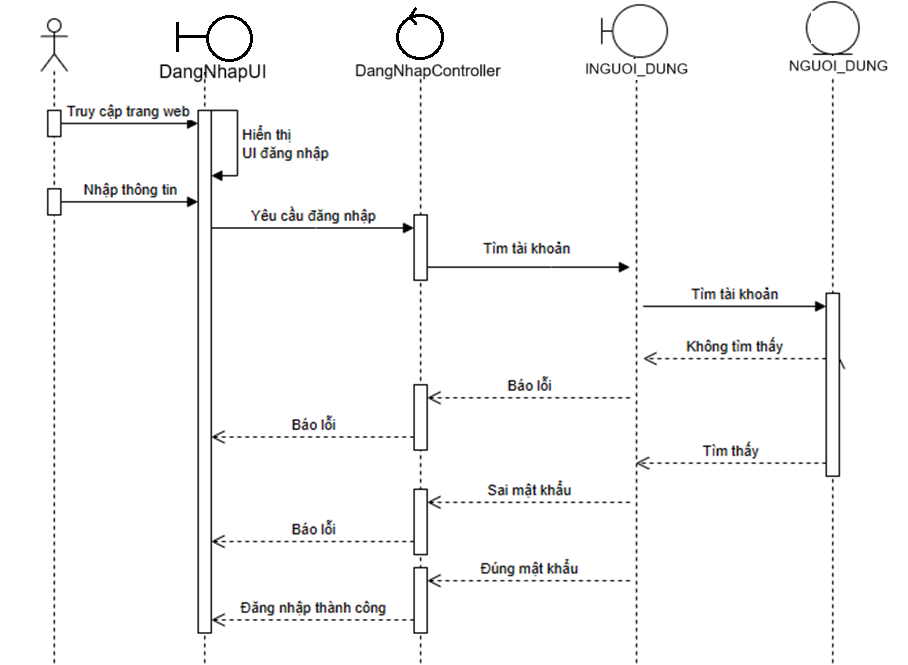 DangNhapUI
DangNhapController
INGUOI_DUNG
NGUOI_DUNG
Truy cập trang web
Hiển thị
UI đăng nhập
Nhập thông tin
Yêu cầu đăng nhập
Tìm tài khoản
Tìm tài khoản
Không tìm thấy
Báo lỗi
Báo lỗi
Tìm thấy
Sai mật khẩu
Báo lỗi
Đúng mật khẩu
Đăng nhập thành công